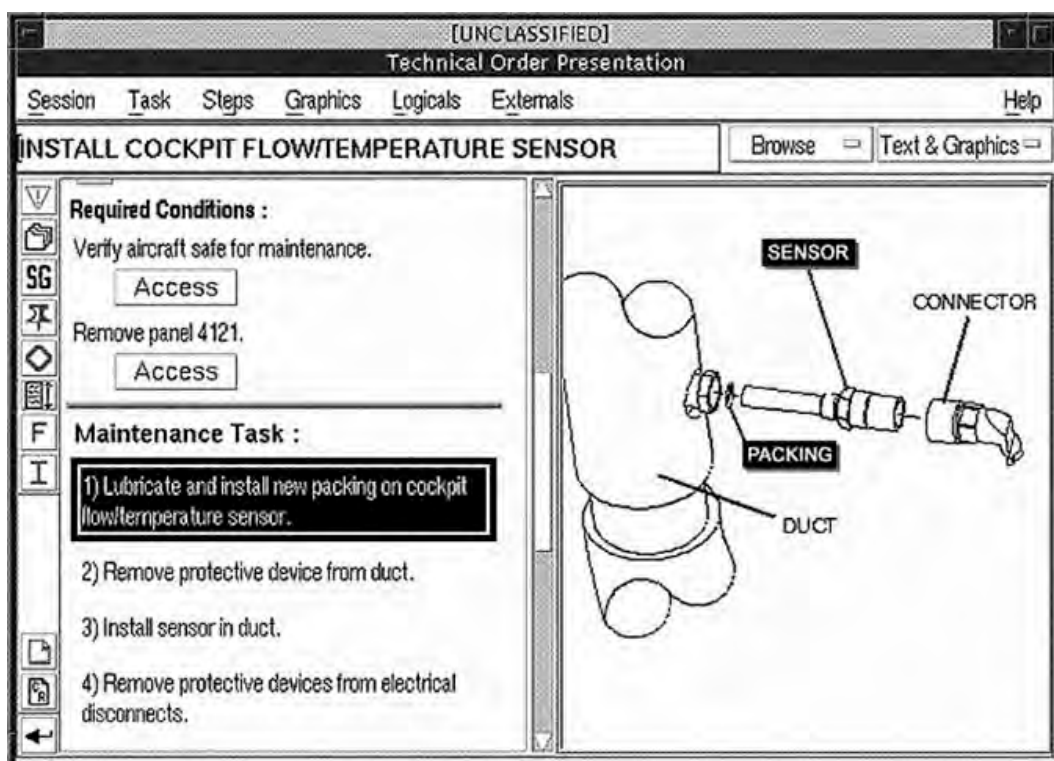 [UNCLASSIFIED]
Technical Order Presentation
Session Task Steps Graphics Logicals Externals Help
INSTALL COCKPIT FLOW/TEMPERATURE SENSOR
Browse
Text & Graphics
SG
F
I
Required Conditions :
Verify aircraft safe for maintenance.
Access
Remove panel 4121.
Access
Maintenance Task :
1) Lubricate and install new packing on cockpit
flow/temperature sensor.
2) Remove protective device from duct.
3) Install sensor in duct.
4) Remove protective devices from electrical
disconnects.
SENSOR
CONNECTOR
PACKING
DUCT